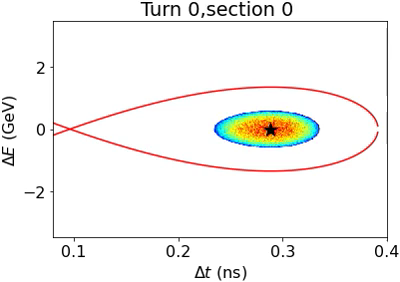 Turn 0,section 0
ΔE (GeV)
2
0
−2
0.1 0.2 0.3 0.4
Δt (ns)